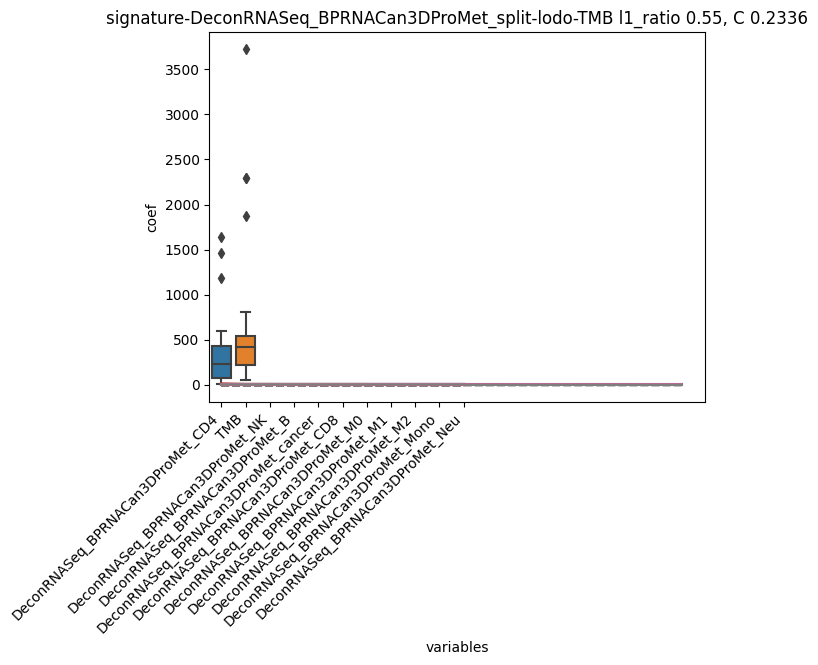 signature-DeconRNASeq_BPRNACan3DProMet_split-lodo-TMB l1_ratio 0.55, C 0.2336
3500
3000
2500
2000
1500
1000
500
0
coef
DeconRNASeq_BPRNACan3DProMet_CD4
TMB
DeconRNASeq_BPRNACan3DProMet_NK
DeconRNASeq_BPRNACan3DProMet_B
DeconRNASeq_BPRNACan3DProMet_cancer
DeconRNASeq_BPRNACan3DProMet_CD8
DeconRNASeq_BPRNACan3DProMet_M0
DeconRNASeq_BPRNACan3DProMet_M1
DeconRNASeq_BPRNACan3DProMet_M2
DeconRNASeq_BPRNACan3DProMet_Mono
DeconRNASeq_BPRNACan3DProMet_Neu
variables